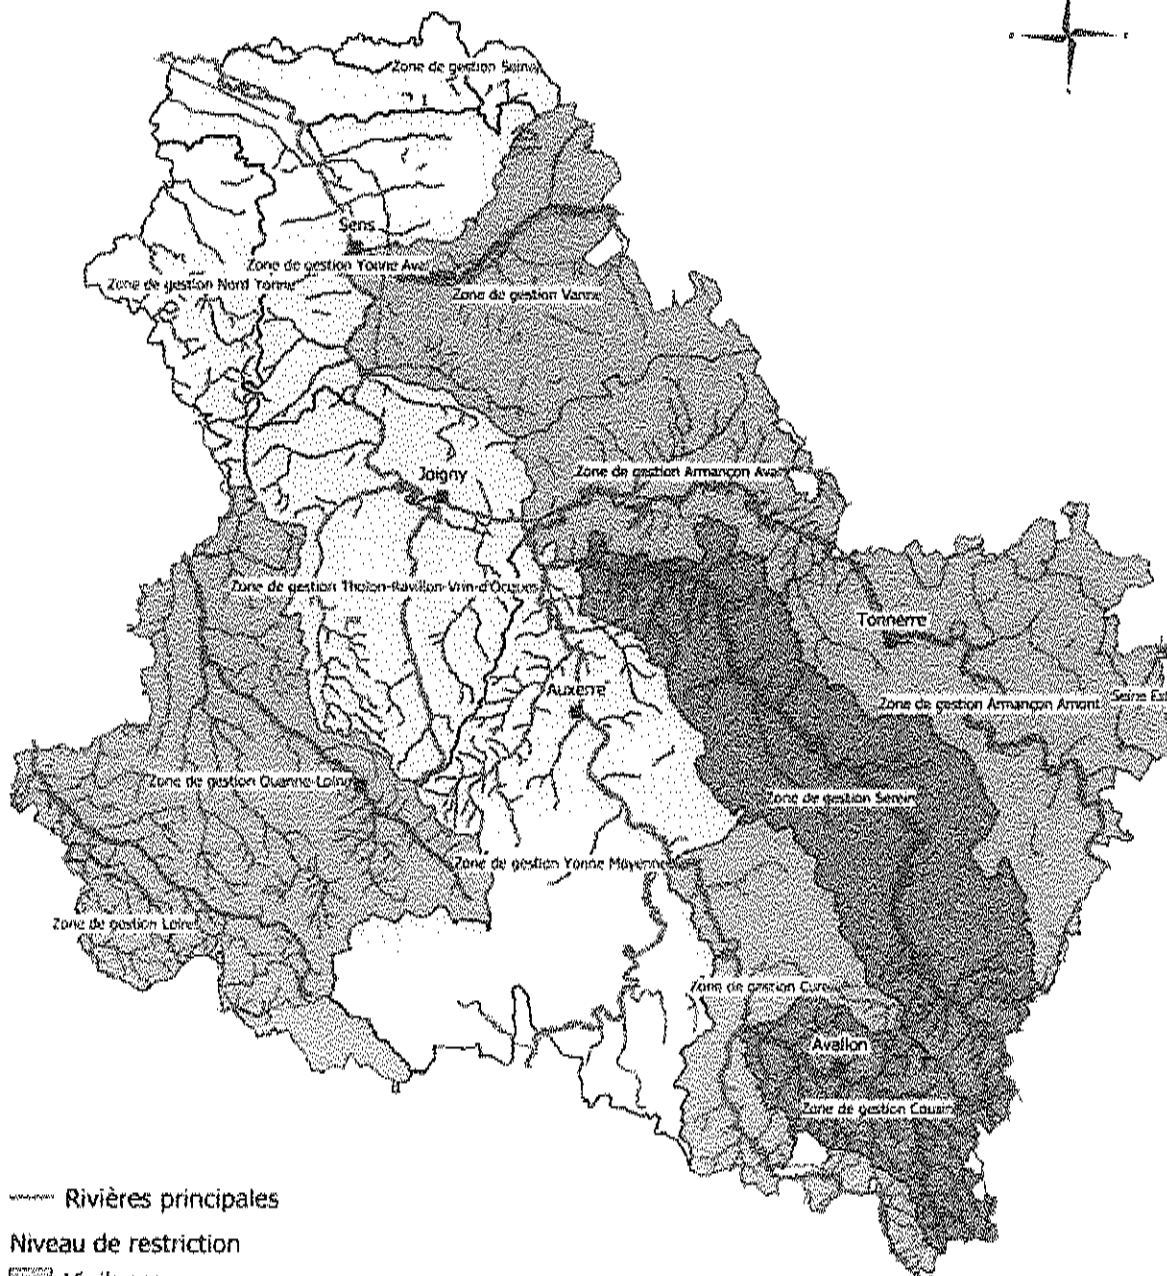 Zone de gestion Seine
Sens
Zone de gestion Yonne Aval
Zone de gestion Nord Yonne
Zone de gestion Vanne
Joigny
Zone de gestion Armançon Aval
Zone de gestion Tholon-Ravillon-Vrin-d'Ocques
Tonnerre
Auxerre
Zone de gestion Armançon Amont
Seine Est
Zone de gestion Ouanne-Loing
Zone de gestion Serein
Zone de gestion Yonne Moyenne
Zone de gestion Loire
Zone de gestion Cure
Avallon
Zone de gestion Cousin
Rivières principales
Niveau de restriction